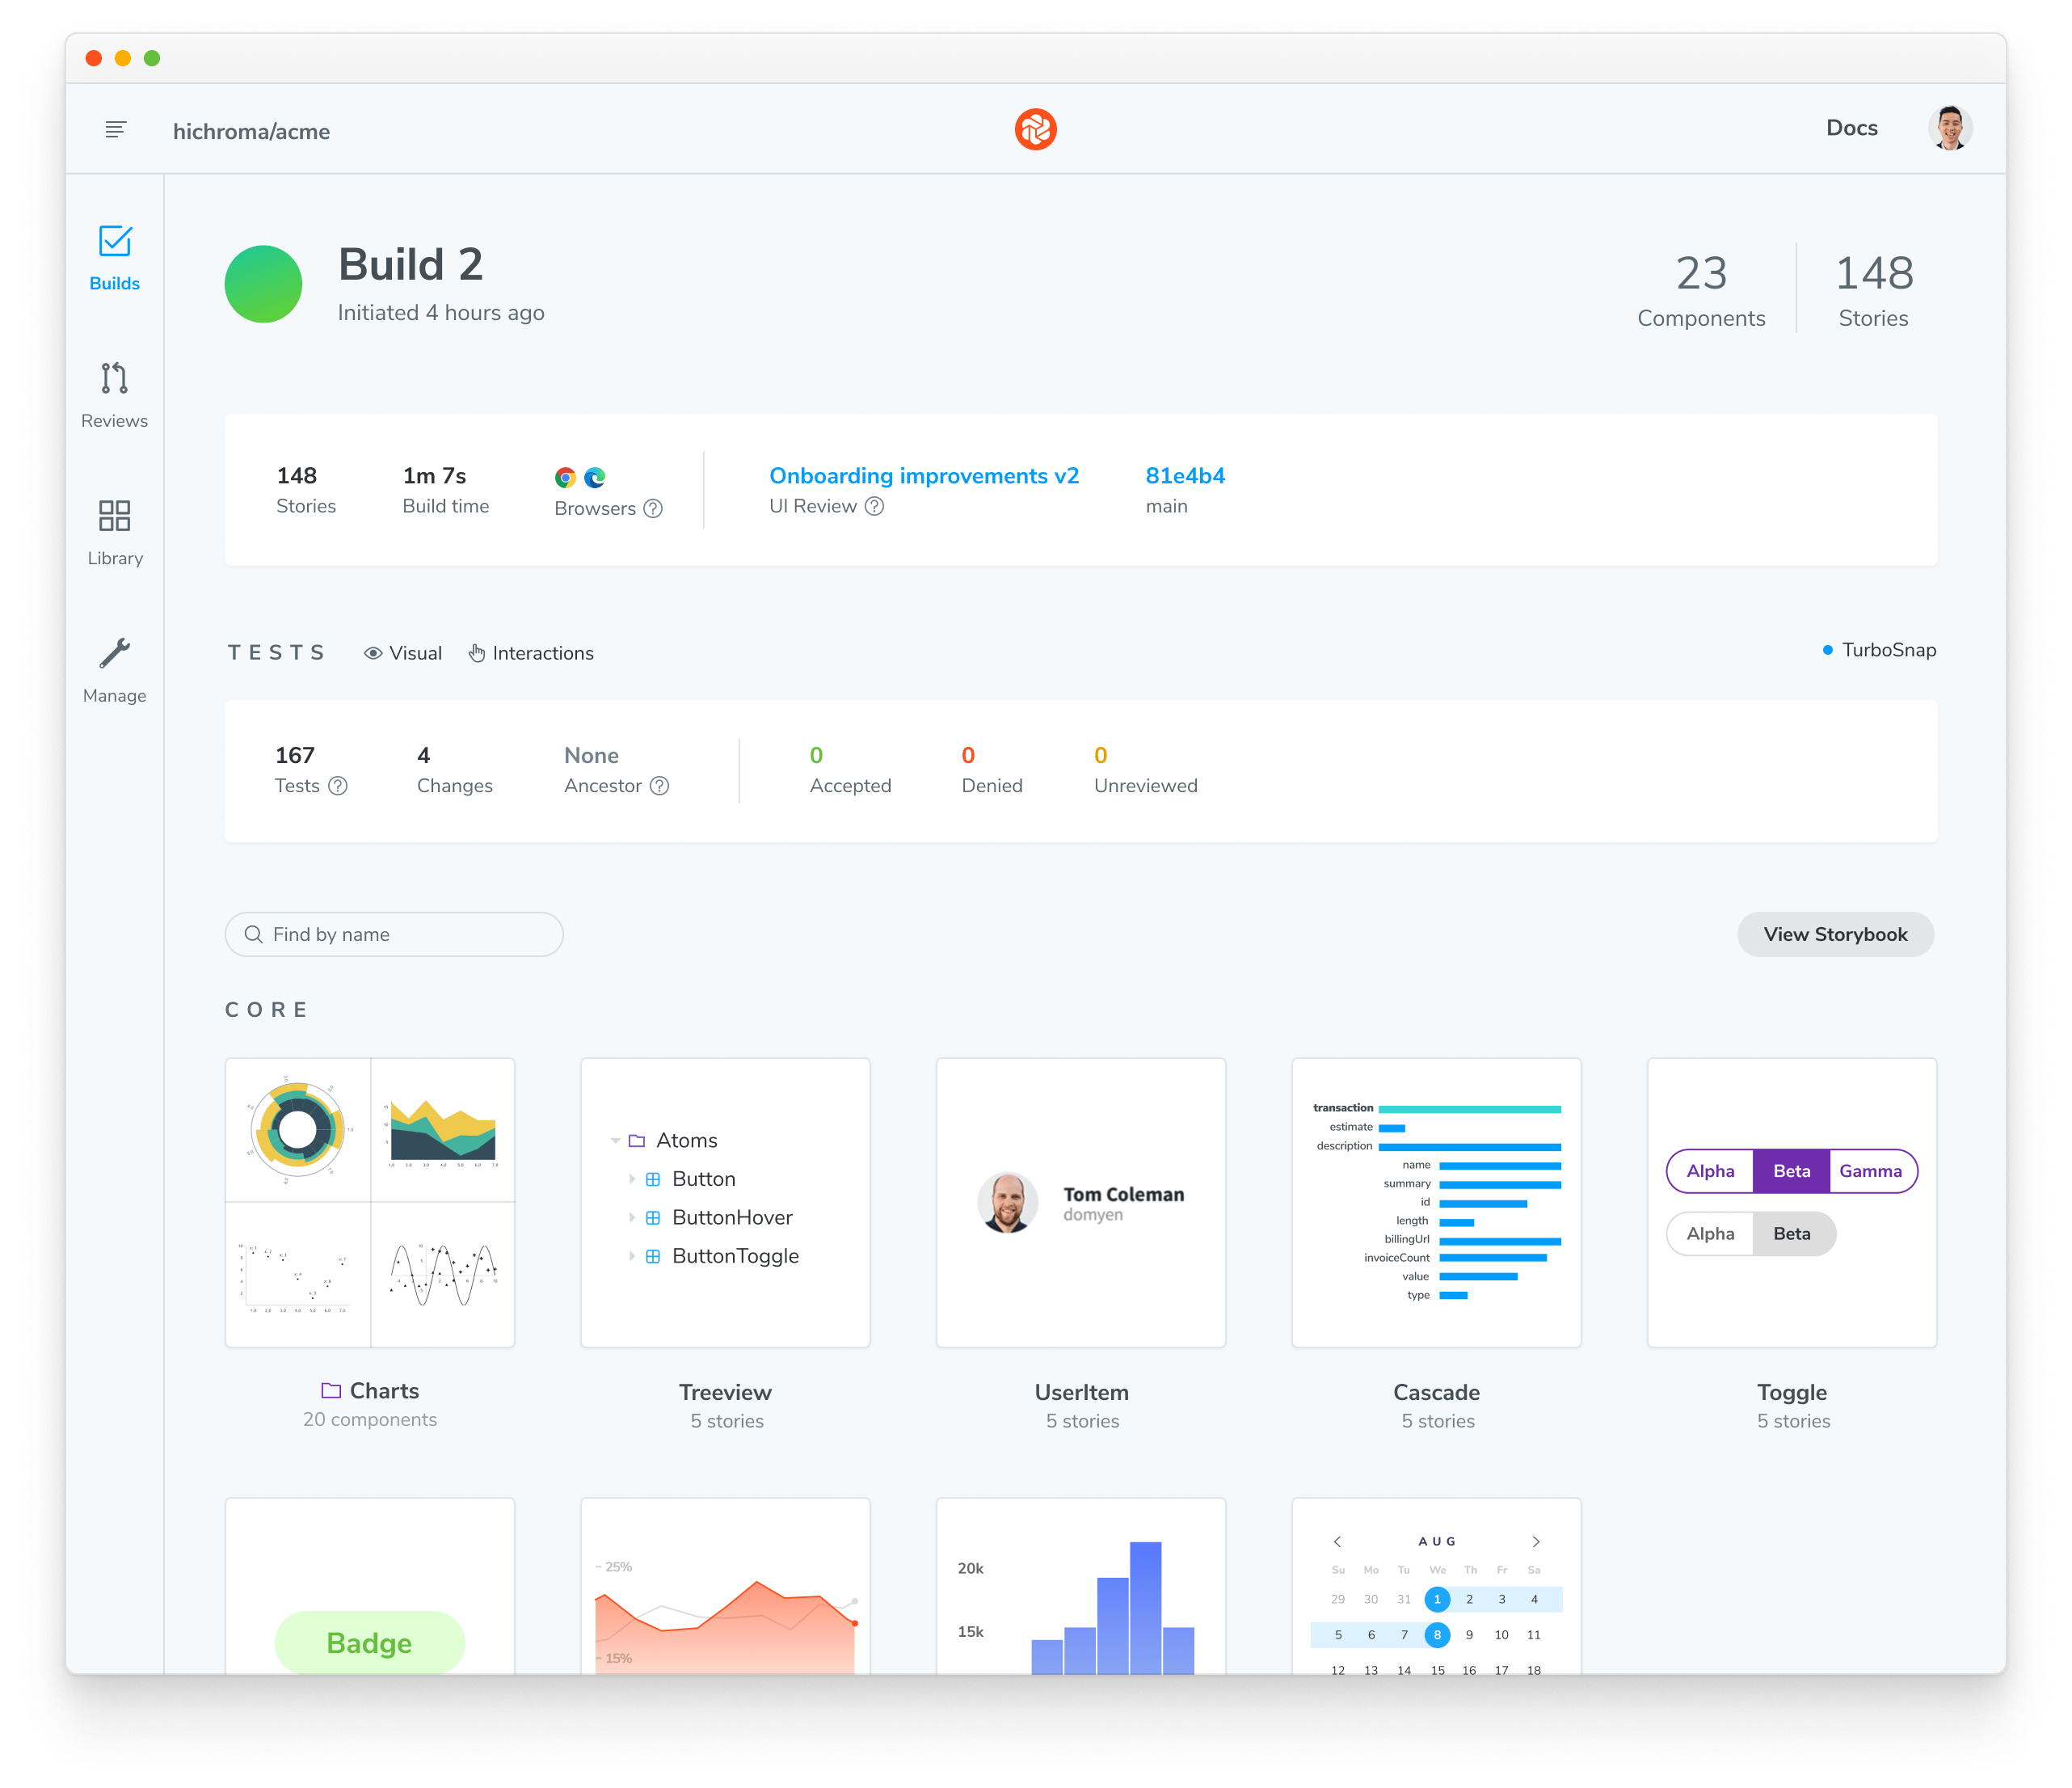 hichroma/acme
Docs
Builds
Reviews
Library
Manage
Build 2
Initiated 4 hours ago
23
Components
148
Stories
148
Stories
1m 7s
Build time
Browsers ?
Onboarding improvements v2
UI Review ?
81e4b4
main
TESTS
Visual
Interactions
TurboSnap
167
Tests ?
4
Changes
None
Ancestor ?
0
Accepted
0
Denied
0
Unreviewed
Find by name
View Storybook
CORE
Charts
20 components
Atoms
Button
ButtonHover
ButtonToggle
Treeview
5 stories
Tom Coleman
domyen
UserItem
5 stories
transaction
estimate
description
name
summary
id
length
billingUrl
invoiceCount
value
type
Cascade
5 stories
Alpha Beta Gamma
Alpha Beta
Toggle
5 stories
Badge
25%
15%
20k
15k
AUG
Su Mo Tu We Th Fr Sa
29 30 31 1 2 3 4
5 6 7 8 9 10 11
12 13 14 15 16 17 18